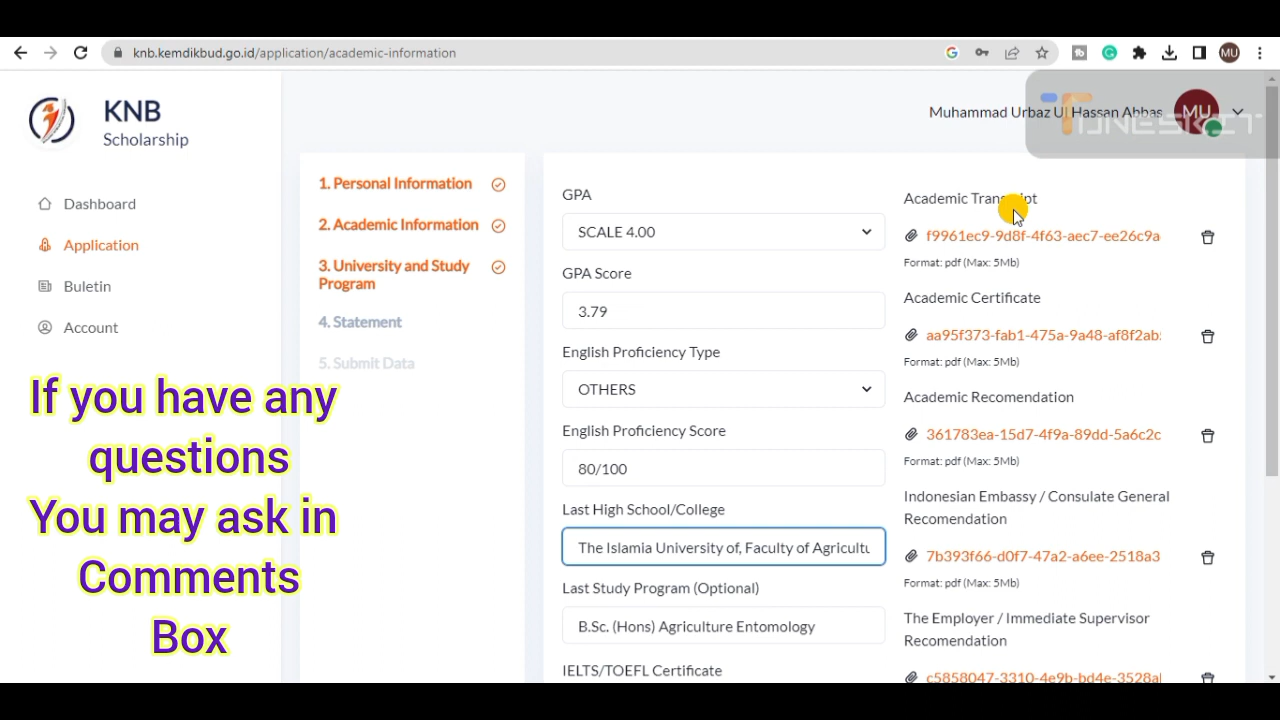 knb.kemdikbud.go.id/application/academic-information
MU
KNB
Scholarship
Muhammad Urbaz Ul Hassan Abbas
MU
TUNESKIT
Dashboard
Application
Buletin
Account
1. Personal Information
2. Academic Information
3. University and Study
Program
4. Statement
5. Submit Data
GPA
SCALE 4.00
GPA Score
3.79
English Proficiency Type
OTHERS
English Proficiency Score
80/100
Last High School/College
The Islamia University of, Faculty of Agricultu
Last Study Program (Optional)
B.Sc. (Hons) Agriculture Entomology
IELTS/TOEFL Certificate
Academic Transcript
f9961ec9-9d8f-4f63-aec7-ee26c9a
Format: pdf (Max: 5Mb)
Academic Certificate
aa95f373-fab1-475a-9a48-af8f2ab
Format: pdf (Max: 5Mb)
Academic Recomendation
361783ea-15d7-4f9a-89dd-5a6c2c
Format: pdf (Max: 5Mb)
Indonesian Embassy / Consulate General
Recomendation
7b393f66-d0f7-47a2-a6ee-2518a3
Format: pdf (Max: 5Mb)
The Employer / Immediate Supervisor
Recomendation
c5858047-3310-4e9b-bd4e-3528al
If you have any
questions
You may ask in
Comments
Box